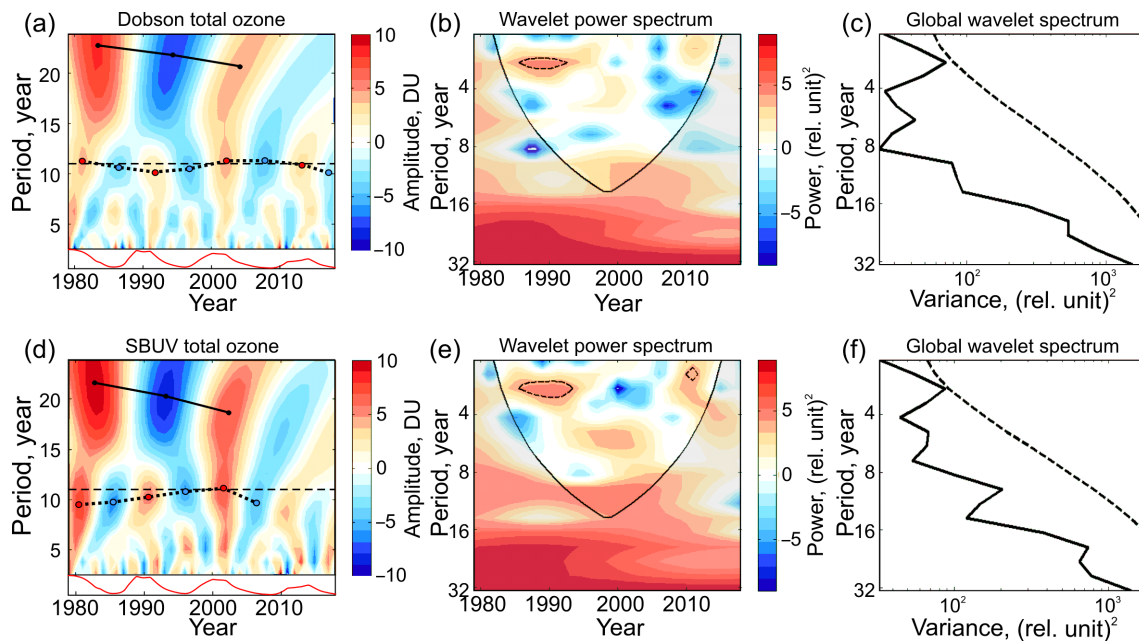 (a) Dobson total ozone
Period, year
20
15
10
5
1980 1990 2000 2010
Year
10
5
0
−5
−10
Amplitude, DU
(b) Wavelet power spectrum
Period, year
4
8
16
32
1980 1990 2000 2010
Year
5
0
−5
Power, (rel. unit)²
(c) Global wavelet spectrum
Period, year
4
8
16
32
10² 10³
Variance, (rel. unit)²
(d) SBUV total ozone
Period, year
20
15
10
5
1980 1990 2000 2010
Year
10
5
0
−5
−10
Amplitude, DU
(e) Wavelet power spectrum
Period, year
4
8
16
32
1980 1990 2000 2010
Year
5
0
−5
Power, (rel. unit)²
(f) Global wavelet spectrum
Period, year
4
8
16
32
10² 10³
Variance, (rel. unit)²